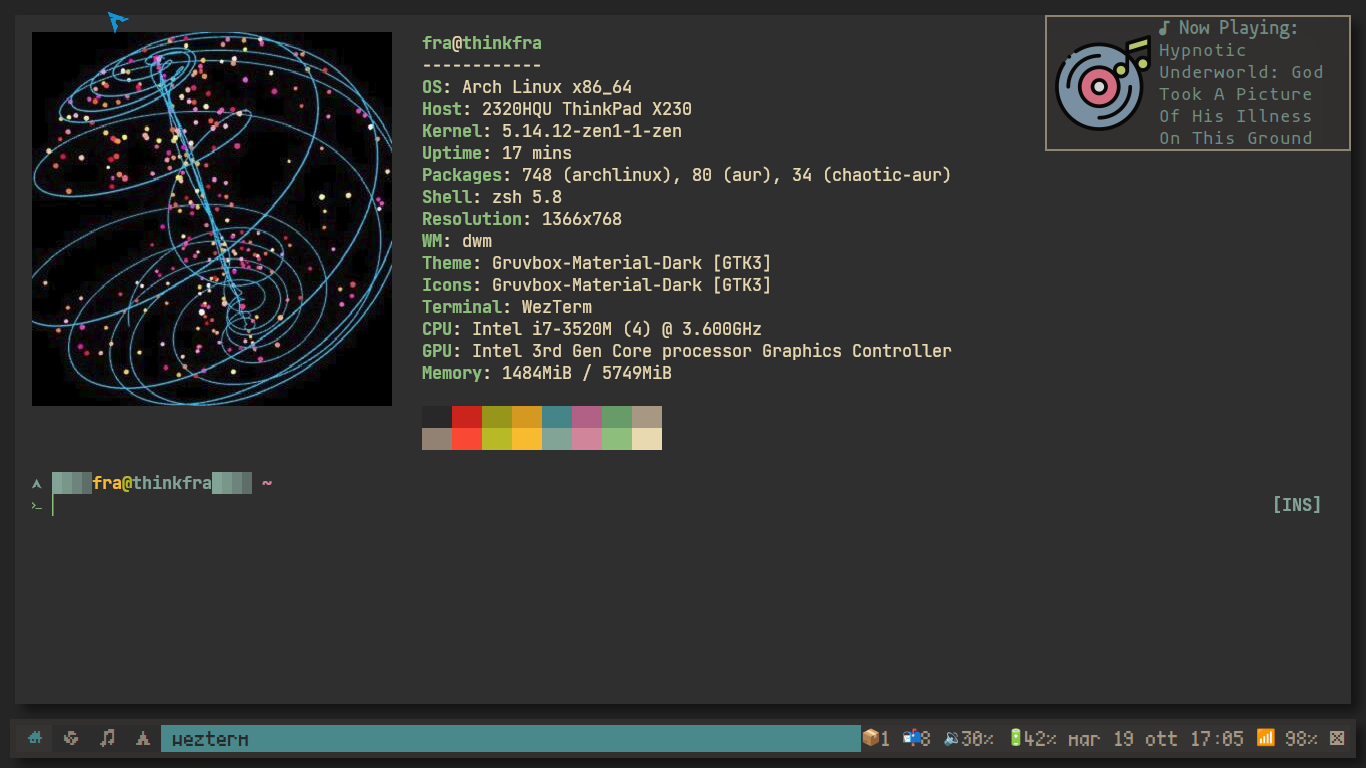 fra@thinkfra
------------
OS: Arch Linux x86_64
Host: 2320HQU ThinkPad X230
Kernel: 5.14.12-zen1-1-zen
Uptime: 17 mins
Packages: 748 (archlinux), 80 (aur), 34 (chaotic-aur)
Shell: zsh 5.8
Resolution: 1366x768
WM: dwm
Theme: Gruvbox-Material-Dark [GTK3]
Icons: Gruvbox-Material-Dark [GTK3]
Terminal: WezTerm
CPU: Intel i7-3520M (4) @ 3.600GHz
GPU: Intel 3rd Gen Core processor Graphics Controller
Memory: 1484MiB / 5749MiB
♪ Now Playing:
Hypnotic
Underworld: God
Took A Picture
Of His Illness
On This Ground
fra@thinkfra ~
>_ [INS]
wezterm 📦1 📬8 🔉30% 🔋42% mar 19 ott 17:05 📶 98%